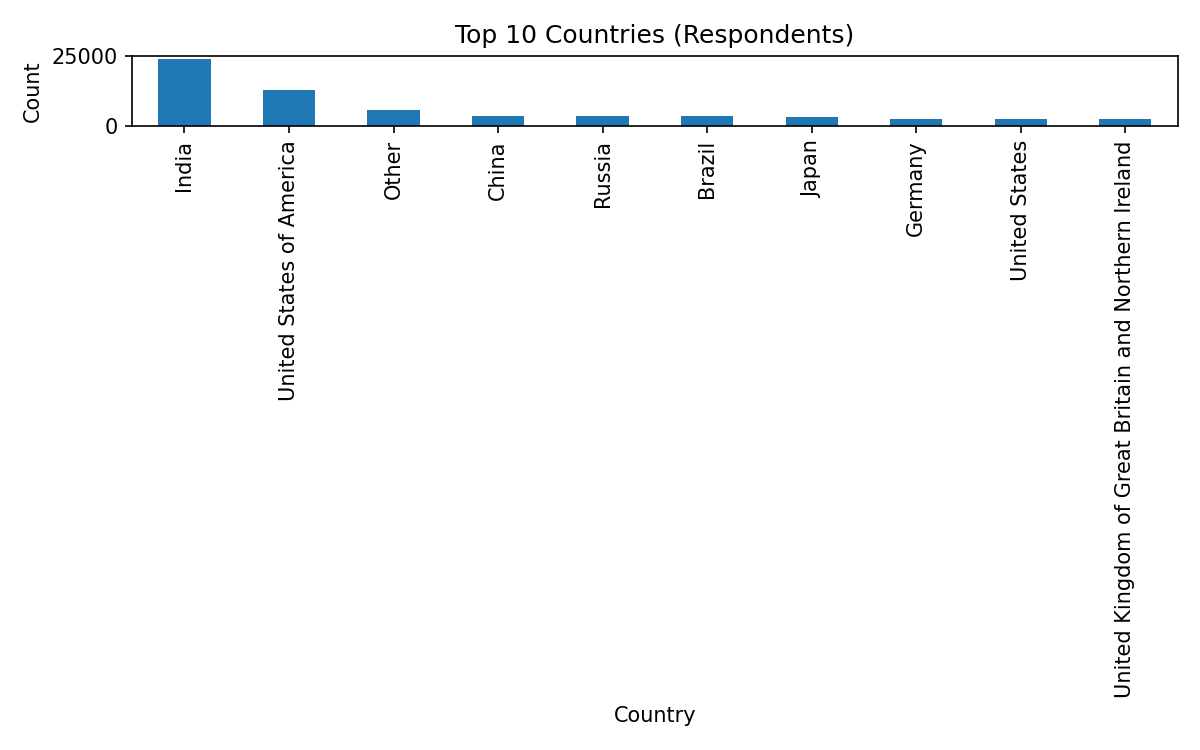 Top 10 Countries (Respondents)
Count
25000
0
India
United States of America
Other
China
Russia
Brazil
Japan
Germany
United States
United Kingdom of Great Britain and Northern Ireland
Country